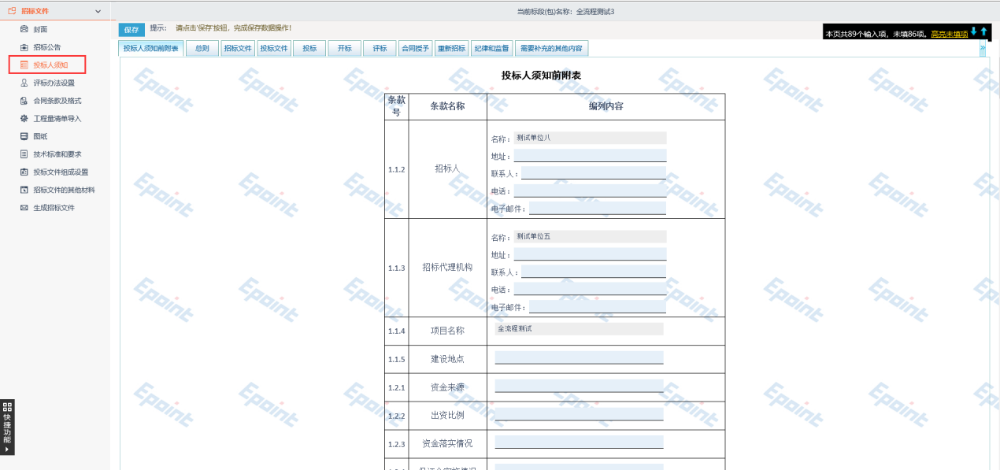 招标文件
当前标段(包)名称: 全流程测试3
封面
招标公告
投标人须知
评标办法设置
合同条款及格式
工程量清单导入
图纸
技术标准和要求
投标文件组成设置
招标文件的其他材料
生成招标文件
快捷功能
保存 提示: 请点击'保存'按钮，完成保存数据操作!
本页共89个输入项，未填86项。高亮未填项
投标人须知前附表 总则 招标文件 投标文件 投标 开标 评标 合同授予 重新招标 纪律和监督 需要补充的其他内容
投标人须知前附表
条款号 条款名称 编列内容
1.1.2 招标人
名称: 测试单位八
地址:
联系人:
电话:
电子邮件:
1.1.3 招标代理机构
名称: 测试单位五
地址:
联系人:
电话:
电子邮件:
1.1.4 项目名称 全流程测试
1.1.5 建设地点
1.2.1 资金来源
1.2.2 出资比例
1.2.3 资金落实情况
Epoint